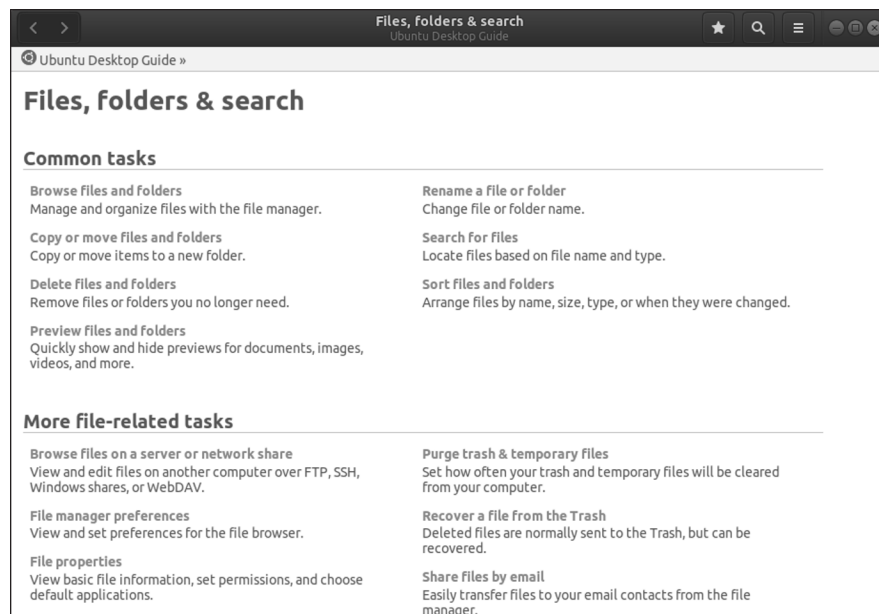 Files, folders & search
Ubuntu Desktop Guide
Ubuntu Desktop Guide »
Files, folders & search
Common tasks
Browse files and folders
Manage and organize files with the file manager.
Copy or move files and folders
Copy or move items to a new folder.
Delete files and folders
Remove files or folders you no longer need.
Preview files and folders
Quickly show and hide previews for documents, images,
videos, and more.
Rename a file or folder
Change file or folder name.
Search for files
Locate files based on file name and type.
Sort files and folders
Arrange files by name, size, type, or when they were changed.
More file-related tasks
Browse files on a server or network share
View and edit files on another computer over FTP, SSH,
Windows shares, or WebDAV.
File manager preferences
View and set preferences for the file browser.
File properties
View basic file information, set permissions, and choose
default applications.
Purge trash & temporary files
Set how often your trash and temporary files will be cleared
from your computer.
Recover a file from the Trash
Deleted files are normally sent to the Trash, but can be
recovered.
Share files by email
Easily transfer files to your email contacts from the file
manager.